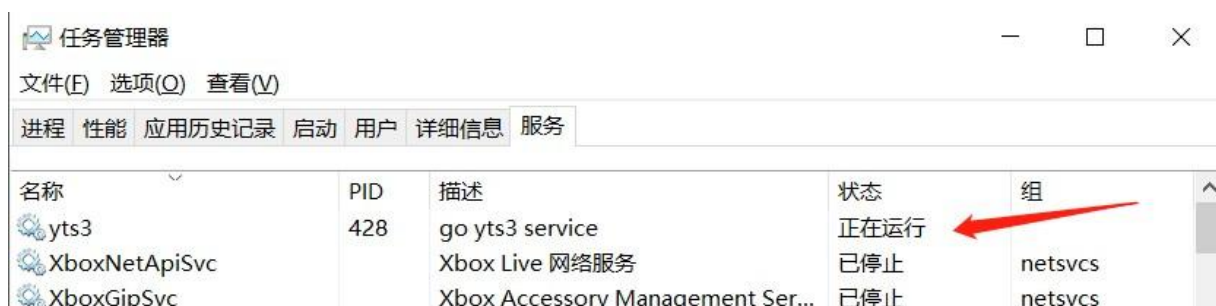 任务管理器
文件(F) 选项(O) 查看(V)
进程 性能 应用历史记录 启动 用户 详细信息 服务
名称 PID 描述 状态 组
yts3 428 go yts3 service 正在运行
XboxNetApiSvc Xbox Live 网络服务 已停止 netsvcs
XboxGipSvc Xbox Accessory Management Ser... 已停止 netsvcs